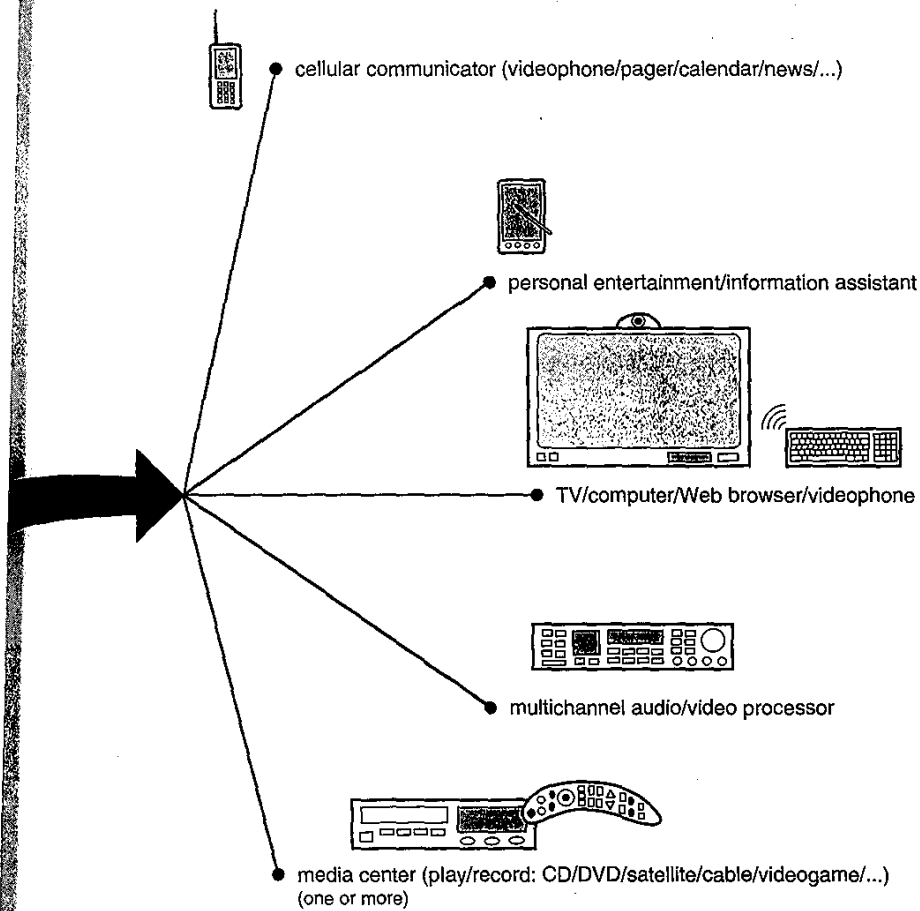 cellular communicator (videophone/pager/calendar/news/...)
personal entertainment/information assistant
TV/computer/Web browser/videophone
multichannel audio/video processor
media center (play/record: CD/DVD/satellite/cable/videogame/...)
(one or more)